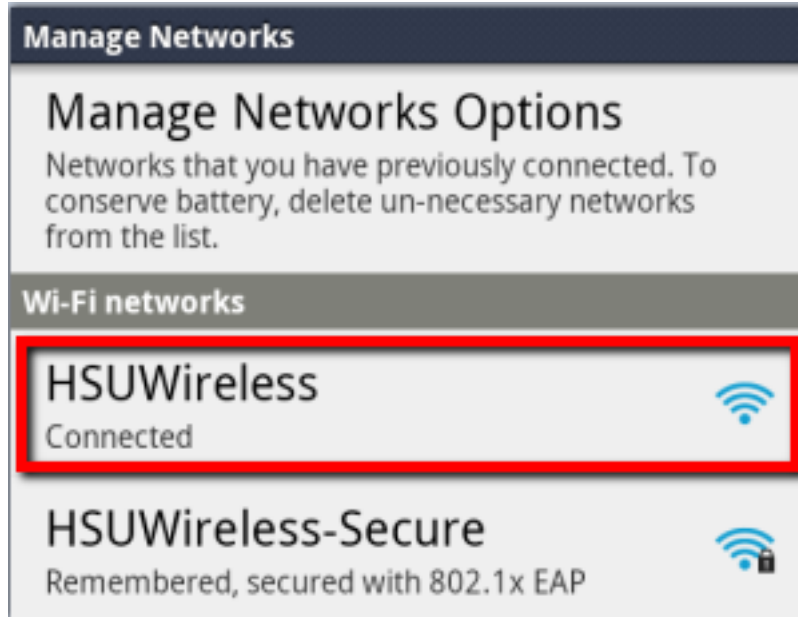 Manage Networks
Manage Networks Options
Networks that you have previously connected. To
conserve battery, delete un-necessary networks
from the list.
Wi-Fi networks
HSUWireless
Connected
HSUWireless-Secure
Remembered, secured with 802.1x EAP